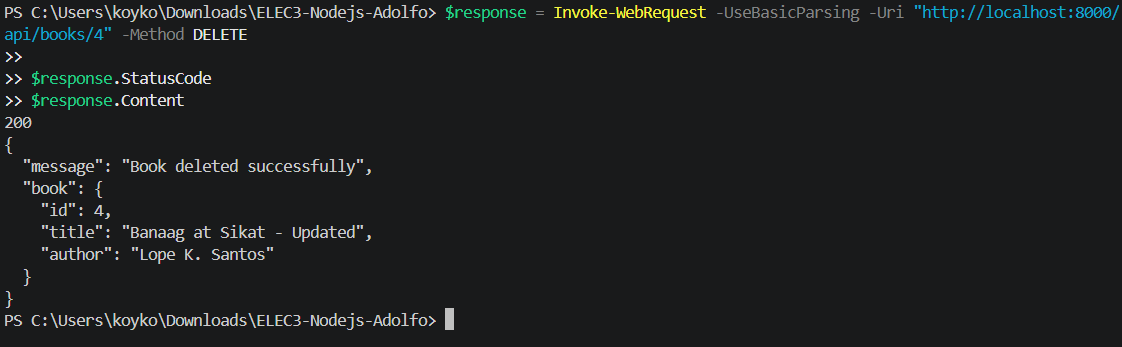 PS C:\Users\koyko\Downloads\ELEC3-Nodejs-Adolfo> $response = Invoke-WebRequest -UseBasicParsing -Uri "http://localhost:8000/
api/books/4" -Method DELETE
>>
>> $response.StatusCode
>> $response.Content
200
{
  "message": "Book deleted successfully",
  "book": {
    "id": 4,
    "title": "Banaag at Sikat - Updated",
    "author": "Lope K. Santos"
  }
}
PS C:\Users\koyko\Downloads\ELEC3-Nodejs-Adolfo>